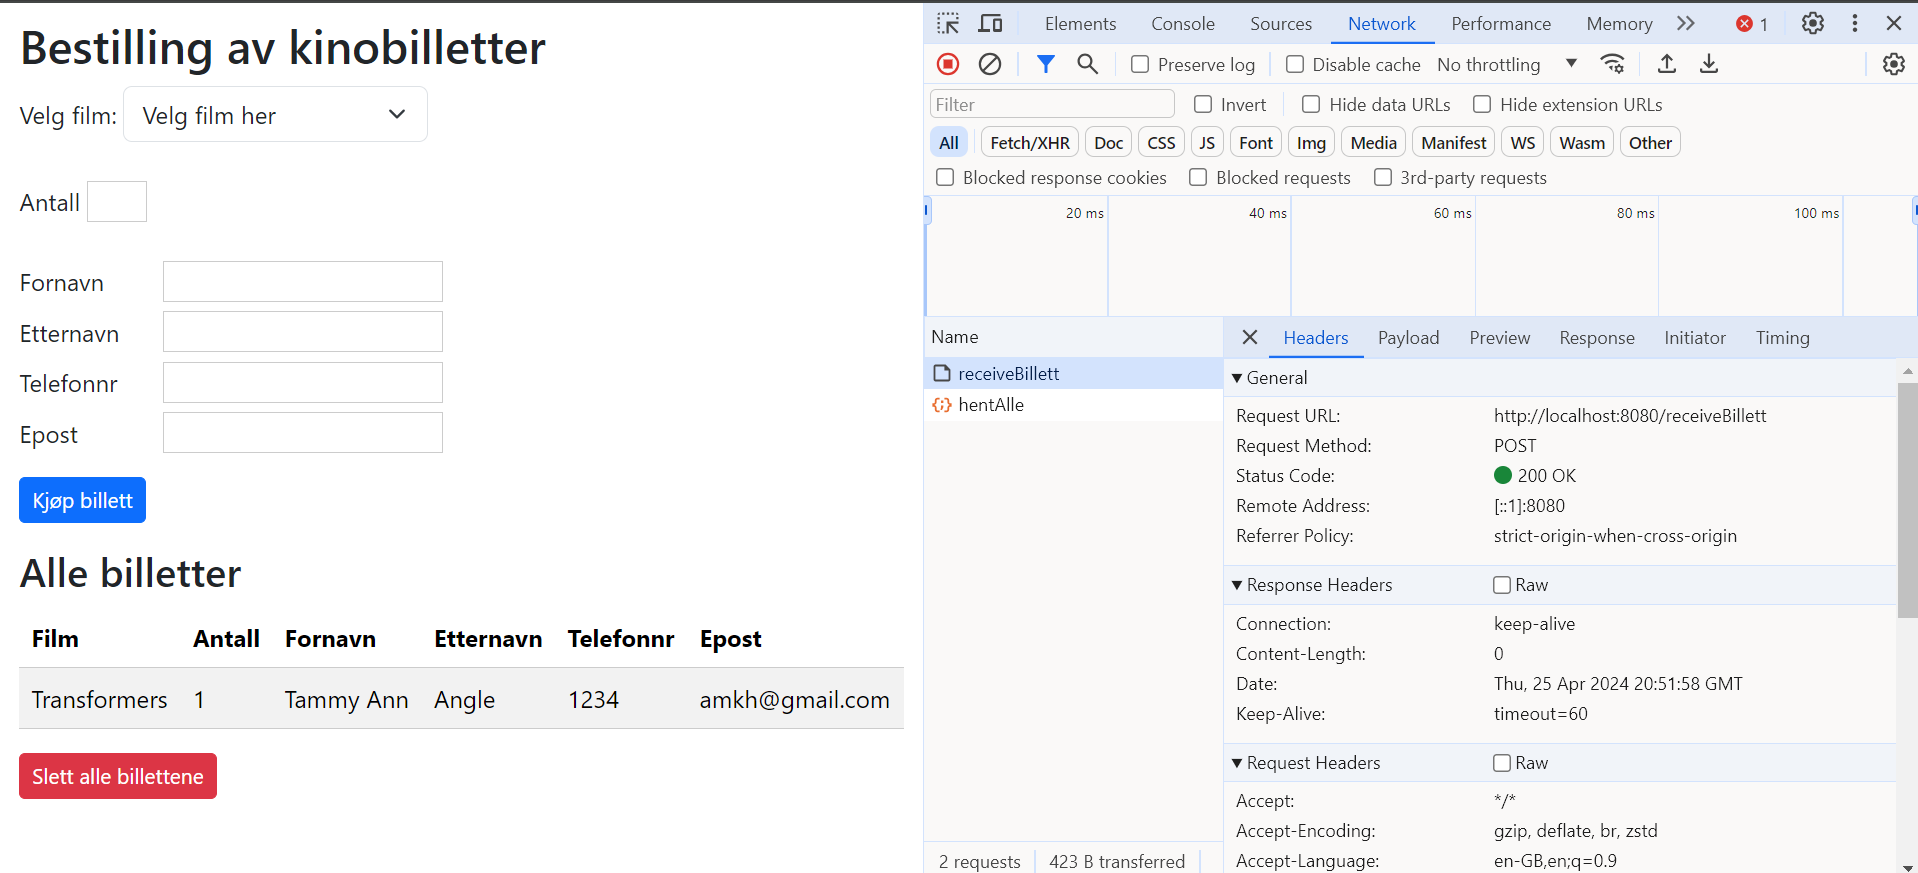 Bestilling av kinobilletter
Velg film: Velg film her
Antall
Fornavn
Etternavn
Telefonnr
Epost
Kjøp billett
Alle billetter
Film Antall Fornavn Etternavn Telefonnr Epost
Transformers 1 Tammy Ann Angle 1234 amkh@gmail.com
Slett alle billettene
Elements Console Sources Network Performance Memory 1
Preserve log Disable cache No throttling
Filter Invert Hide data URLs Hide extension URLs
All Fetch/XHR Doc CSS JS Font Img Media Manifest WS Wasm Other
Blocked response cookies Blocked requests 3rd-party requests
20 ms 40 ms 60 ms 80 ms 100 ms
Name
receiveBillett
hentAlle
2 requests 423 B transferred
Headers Payload Preview Response Initiator Timing
General
Request URL: http://localhost:8080/receiveBillett
Request Method: POST
Status Code: 200 OK
Remote Address: [::1]:8080
Referrer Policy: strict-origin-when-cross-origin
Response Headers Raw
Connection: keep-alive
Content-Length: 0
Date: Thu, 25 Apr 2024 20:51:58 GMT
Keep-Alive: timeout=60
Request Headers Raw
Accept: */*
Accept-Encoding: gzip, deflate, br, zstd
Accept-Language: en-GB,en;q=0.9